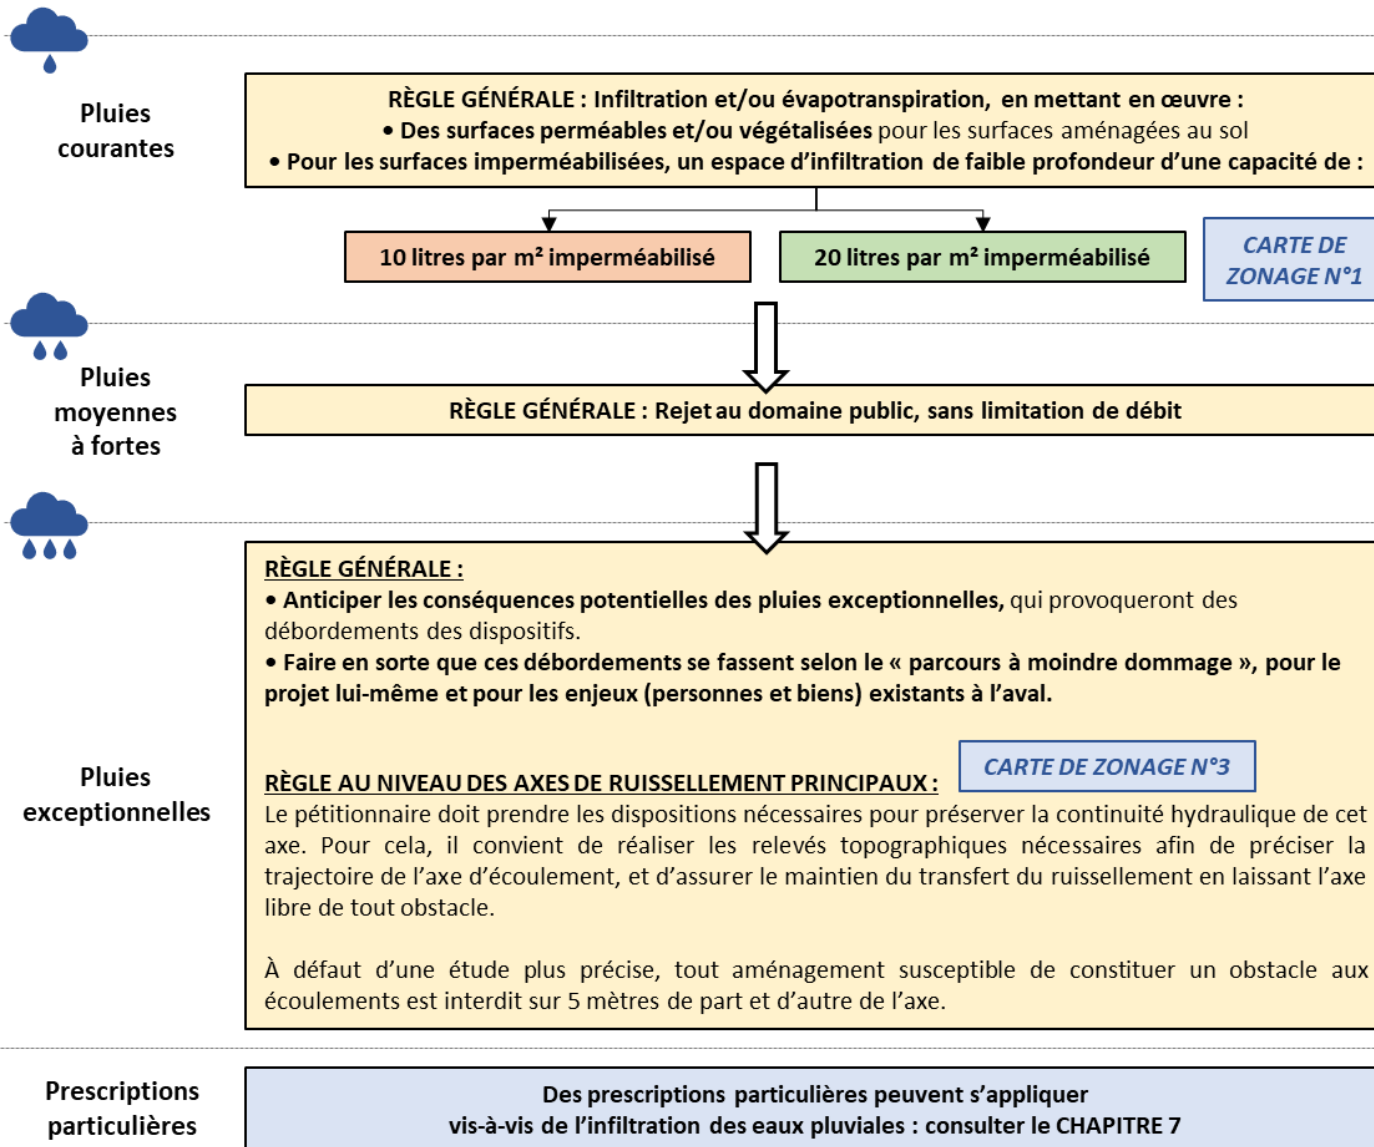 Pluies
courantes
RÈGLE GÉNÉRALE : Infiltration et/ou évapotranspiration, en mettant en œuvre :
• Des surfaces perméables et/ou végétalisées pour les surfaces aménagées au sol
• Pour les surfaces imperméabilisées, un espace d’infiltration de faible profondeur d’une capacité de :
10 litres par m² imperméabilisé
20 litres par m² imperméabilisé
CARTE DE
ZONAGE N°1
Pluies
moyennes
à fortes
RÈGLE GÉNÉRALE : Rejet au domaine public, sans limitation de débit
Pluies
exceptionnelles
RÈGLE GÉNÉRALE :
• Anticiper les conséquences potentielles des pluies exceptionnelles, qui provoqueront des
débordements des dispositifs.
• Faire en sorte que ces débordements se fassent selon le « parcours à moindre dommage », pour le
projet lui-même et pour les enjeux (personnes et biens) existants à l’aval.
CARTE DE ZONAGE N°3
RÈGLE AU NIVEAU DES AXES DE RUISSELLEMENT PRINCIPAUX :
Le pétitionnaire doit prendre les dispositions nécessaires pour préserver la continuité hydraulique de cet
axe. Pour cela, il convient de réaliser les relevés topographiques nécessaires afin de préciser la
trajectoire de l’axe d’écoulement, et d’assurer le maintien du transfert du ruissellement en laissant l’axe
libre de tout obstacle.
À défaut d’une étude plus précise, tout aménagement susceptible de constituer un obstacle aux
écoulements est interdit sur 5 mètres de part et d’autre de l’axe.
Prescriptions
particulières
Des prescriptions particulières peuvent s’appliquer
vis-à-vis de l’infiltration des eaux pluviales : consulter le CHAPITRE 7